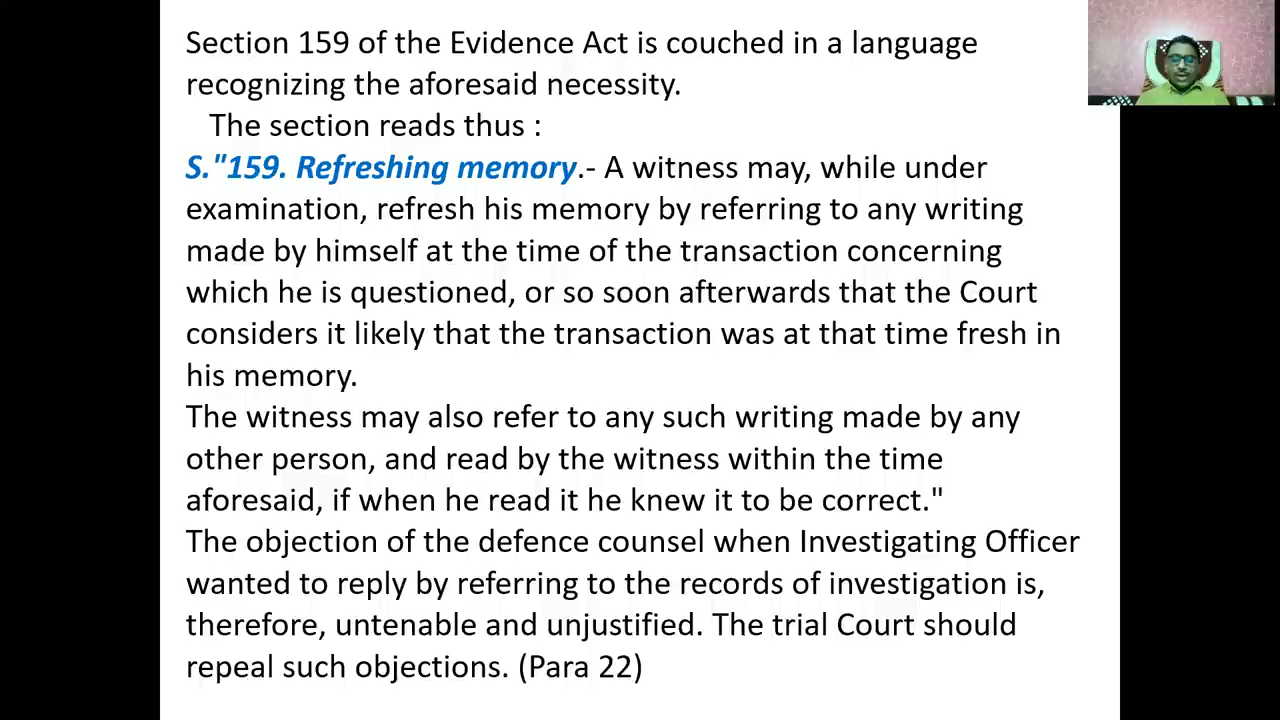 Section 159 of the Evidence Act is couched in a language
recognizing the aforesaid necessity.
The section reads thus :
S."159. Refreshing memory.- A witness may, while under
examination, refresh his memory by referring to any writing
made by himself at the time of the transaction concerning
which he is questioned, or so soon afterwards that the Court
considers it likely that the transaction was at that time fresh in
his memory.
The witness may also refer to any such writing made by any
other person, and read by the witness within the time
aforesaid, if when he read it he knew it to be correct."
The objection of the defence counsel when Investigating Officer
wanted to reply by referring to the records of investigation is,
therefore, untenable and unjustified. The trial Court should
repeal such objections. (Para 22)